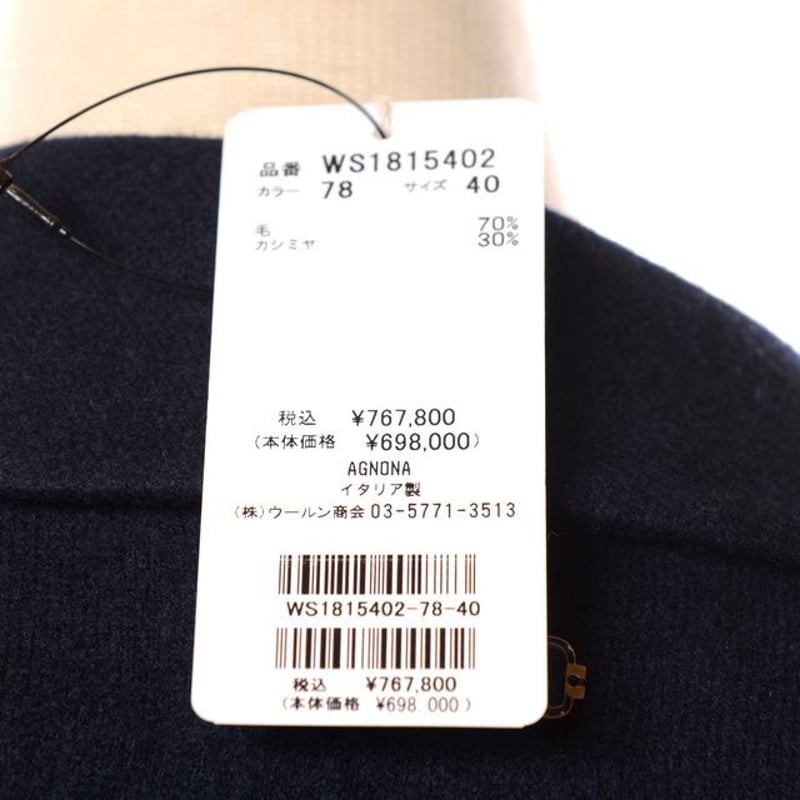 品番 WS1815402
カラー 78 サイズ 40
毛 70%
カシミヤ 30%
税込 ¥767,800
(本体価格 ¥698,000)
AGNONA
イタリア製
(株)ウールン商会 03-5771-3513
WS1815402-78-40
税込 ¥767,800
(本体価格 ¥698.000)